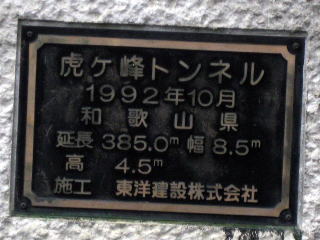 虎ケ峰トンネル
1992年10月
和歌山県
延長 385.0m 幅 8.5m
高 4.5m
施工 東洋建設株式会社